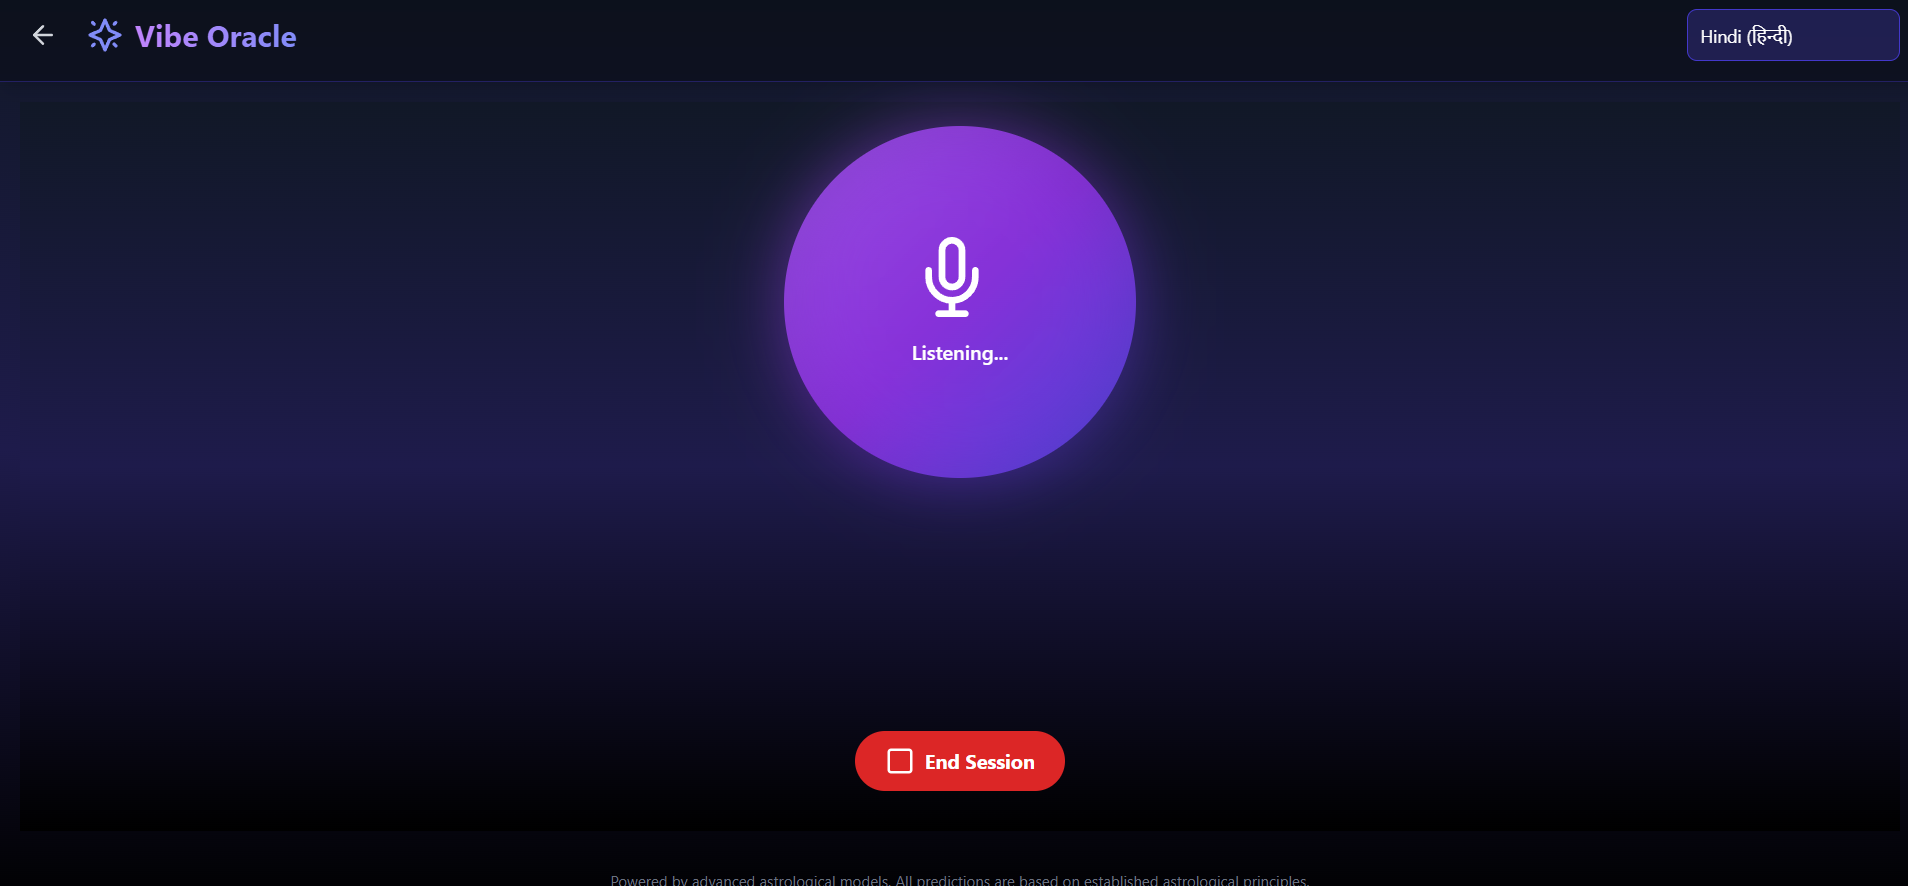 Vibe Oracle
Hindi (हिन्दी)
Listening...
End Session
Powered by advanced astrological models. All predictions are based on established astrological principles.